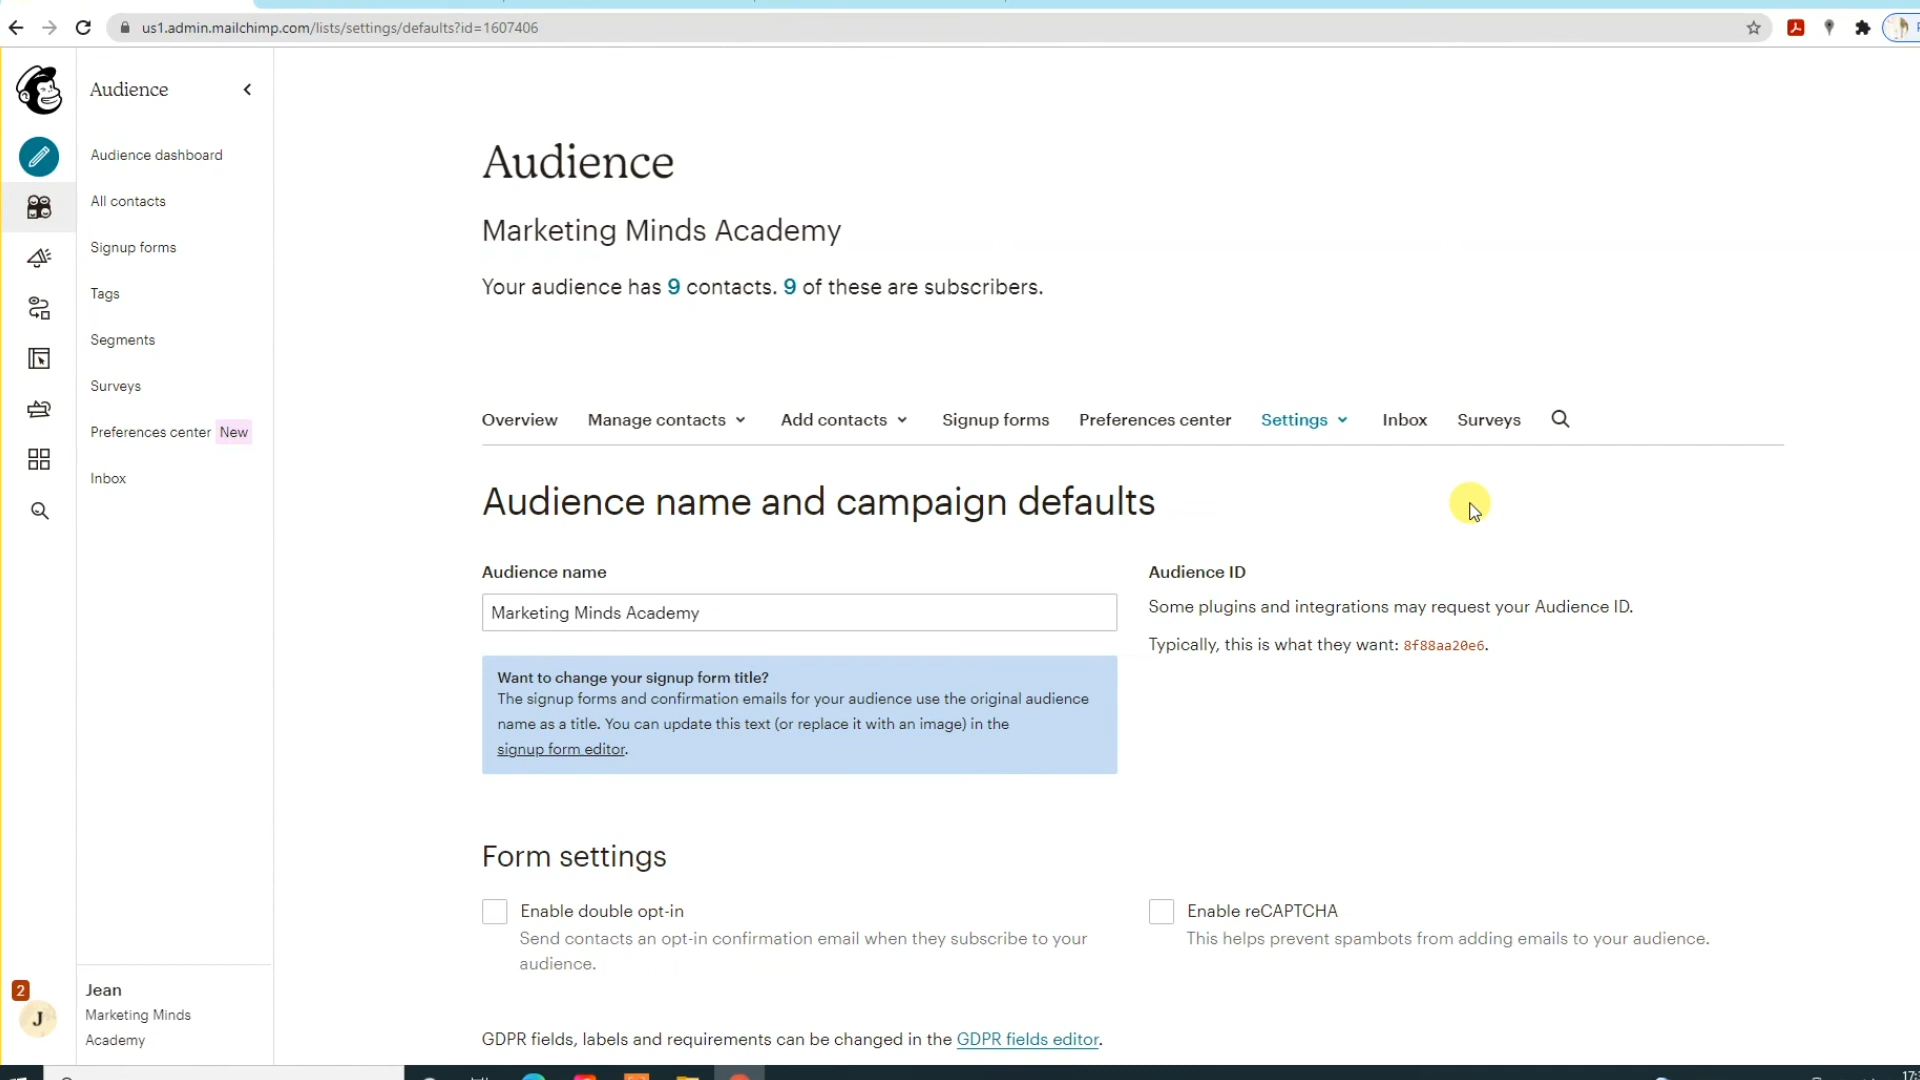 us1.admin.mailchimp.com/lists/settings/defaults?id=1607406
Audience
Audience dashboard
All contacts
Signup forms
Tags
Segments
Surveys
Preferences center New
Inbox
2
J
Jean
Marketing Minds
Academy
Audience
Marketing Minds Academy
Your audience has 9 contacts. 9 of these are subscribers.
Overview Manage contacts Add contacts Signup forms Preferences center Settings Inbox Surveys
Audience name and campaign defaults
Audience name
Marketing Minds Academy
Want to change your signup form title?
The signup forms and confirmation emails for your audience use the original audience
name as a title. You can update this text (or replace it with an image) in the
signup form editor.
Audience ID
Some plugins and integrations may request your Audience ID.
Typically, this is what they want: 8f88aa20e6.
Form settings
Enable double opt-in
Send contacts an opt-in confirmation email when they subscribe to your
audience.
Enable reCAPTCHA
This helps prevent spambots from adding emails to your audience.
GDPR fields, labels and requirements can be changed in the GDPR fields editor.